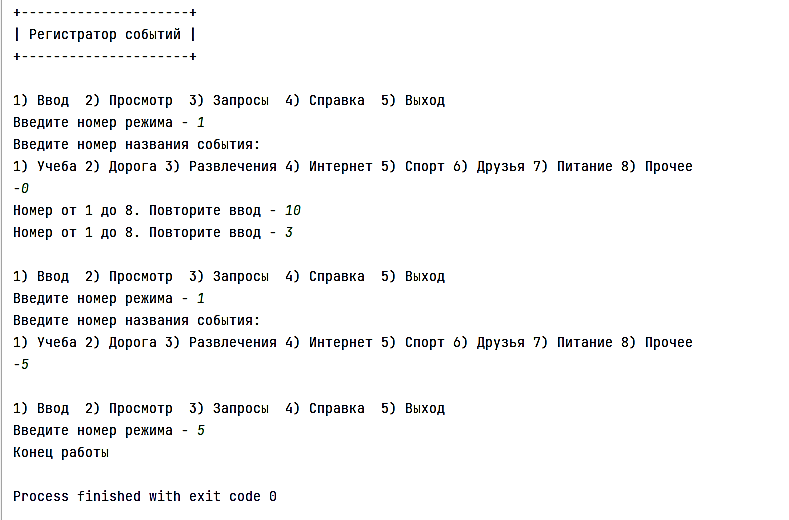 +---------------------+
| Регистратор событий |
+---------------------+
1) Ввод  2) Просмотр  3) Запросы  4) Справка  5) Выход
Введите номер режима - 1
Введите номер названия события:
1) Учеба 2) Дорога 3) Развлечения 4) Интернет 5) Спорт 6) Друзья 7) Питание 8) Прочее
-0
Номер от 1 до 8. Повторите ввод - 10
Номер от 1 до 8. Повторите ввод - 3
1) Ввод  2) Просмотр  3) Запросы  4) Справка  5) Выход
Введите номер режима - 1
Введите номер названия события:
1) Учеба 2) Дорога 3) Развлечения 4) Интернет 5) Спорт 6) Друзья 7) Питание 8) Прочее
-5
1) Ввод  2) Просмотр  3) Запросы  4) Справка  5) Выход
Введите номер режима - 5
Конец работы
Process finished with exit code 0